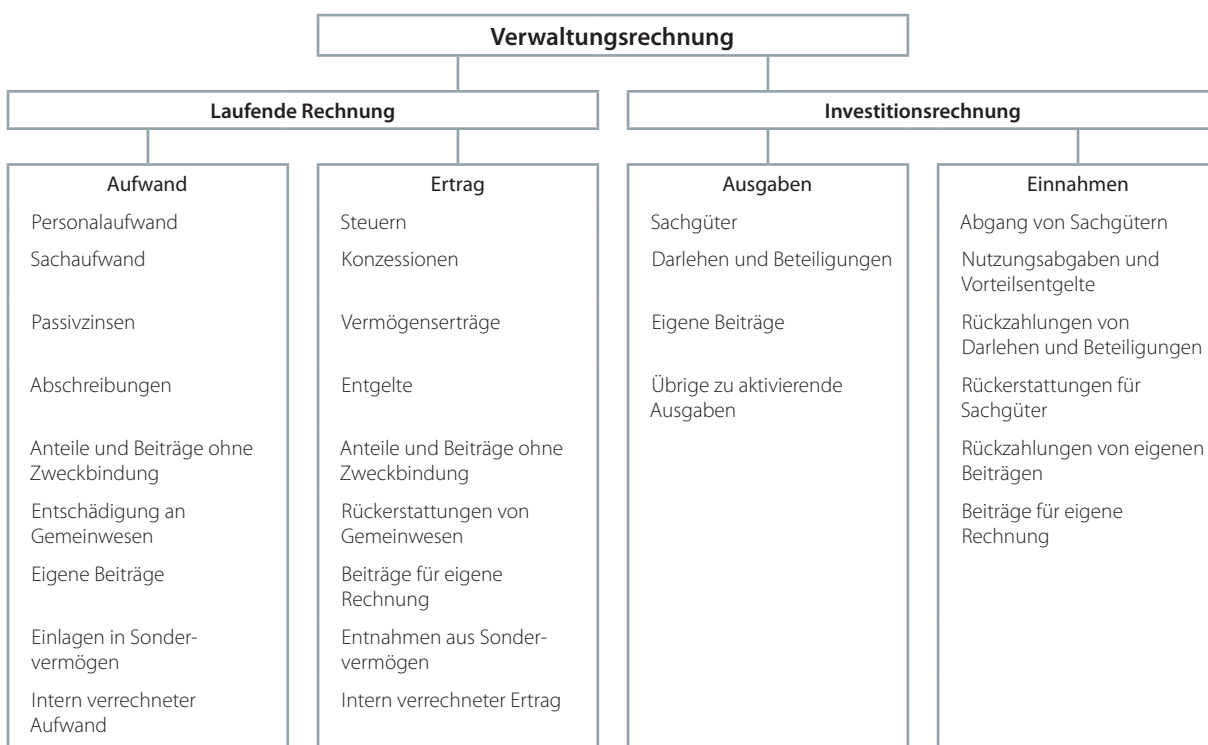 Verwaltungsrechnung
Laufende Rechnung
Investitionsrechnung
Aufwand
Personalaufwand
Sachaufwand
Passivzinsen
Abschreibungen
Anteile und Beiträge ohne
Zweckbindung
Entschädigung an
Gemeinwesen
Eigene Beiträge
Einlagen in Sonder-
vermögen
Intern verrechneter
Aufwand
Ertrag
Steuern
Konzessionen
Vermögenserträge
Entgelte
Anteile und Beiträge ohne
Zweckbindung
Rückerstattungen von
Gemeinwesen
Beiträge für eigene
Rechnung
Entnahmen aus Sonder-
vermögen
Intern verrechneter Ertrag
Ausgaben
Sachgüter
Darlehen und Beteiligungen
Eigene Beiträge
Übrige zu aktivierende
Ausgaben
Einnahmen
Abgang von Sachgütern
Nutzungsabgaben und
Vorteilsentgelte
Rückzahlungen von
Darlehen und Beteiligungen
Rückerstattungen für
Sachgüter
Rückzahlungen von eigenen
Beiträgen
Beiträge für eigene
Rechnung